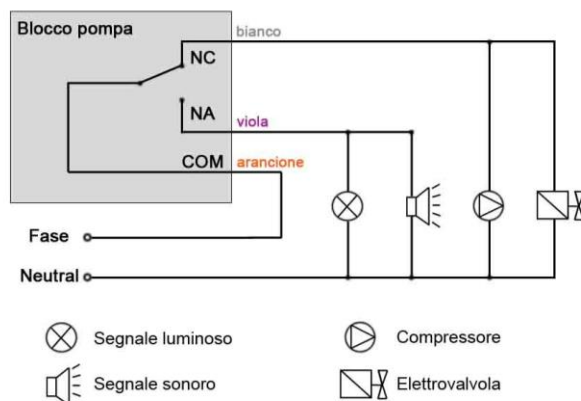 Blocco pompa
bianco
NC
NA
viola
COM
arancione
Fase
Neutral
Segnale luminoso
Compressore
Segnale sonoro
Elettrovalvola